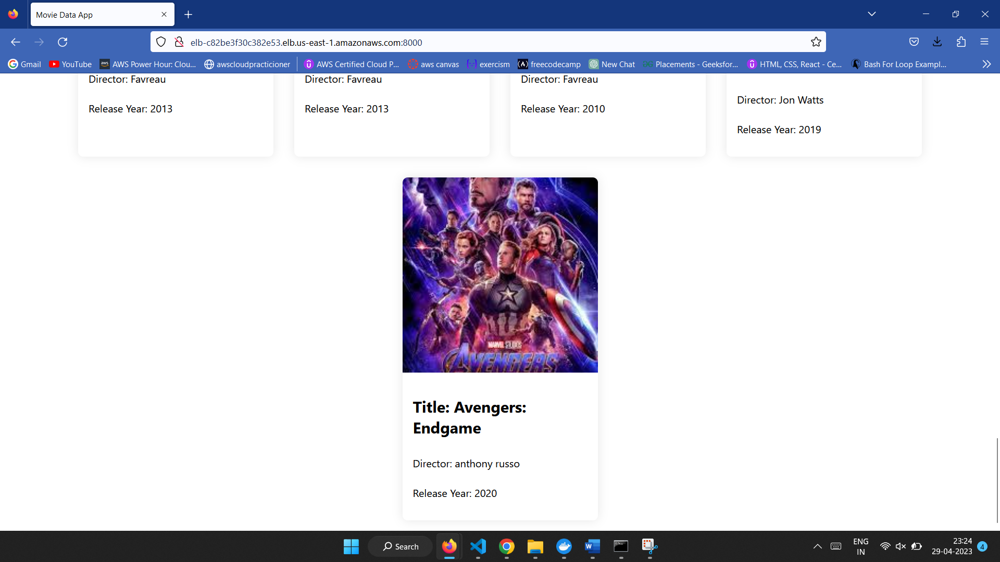 Movie Data App
elb-c82be3f30c382e53.elb.us-east-1.amazonaws.com:8000
Gmail YouTube aws AWS Power Hour: Clou... awscloudpracticioner AWS Certified Cloud P... aws canvas exercism freecodecamp New Chat Placements - Geeksfor... HTML, CSS, React - Ce... Bash For Loop Exampl...
Director: Favreau Director: Favreau Director: Favreau
Director: Jon Watts
Release Year: 2013 Release Year: 2013 Release Year: 2010
Release Year: 2019
MARVEL STUDIOS
AVENGERS
Title: Avengers:
Endgame
Director: anthony russo
Release Year: 2020
Search
ENG
IN
23:24
29-04-2023
4